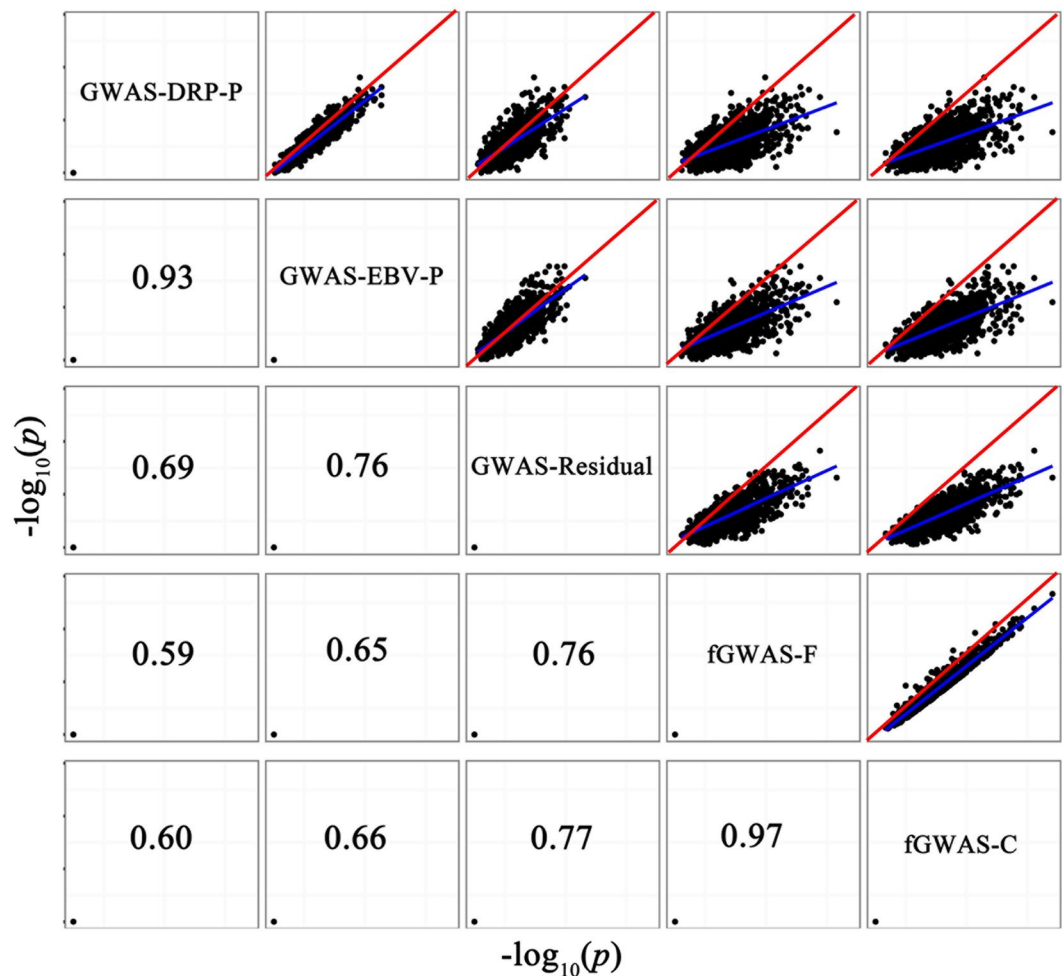 GWAS-DRP-P
0.93
GWAS-EBV-P
0.69
0.76
GWAS-Residual
0.59
0.65
0.76
fGWAS-F
0.60
0.66
0.77
0.97
fGWAS-C
-log₁₀(p)
-log₁₀(p)